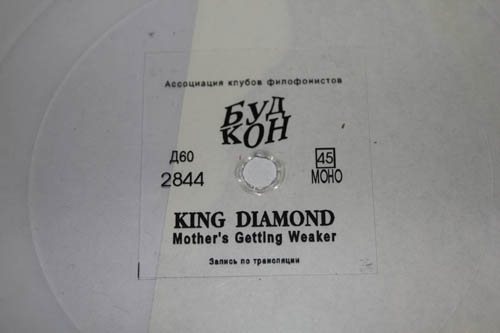 Ассоциация клубов филофонистов
БУД
КОН
Д60
45
2844
МОНО
KING DIAMOND
Mother's Getting Weaker
Запись по трансляции